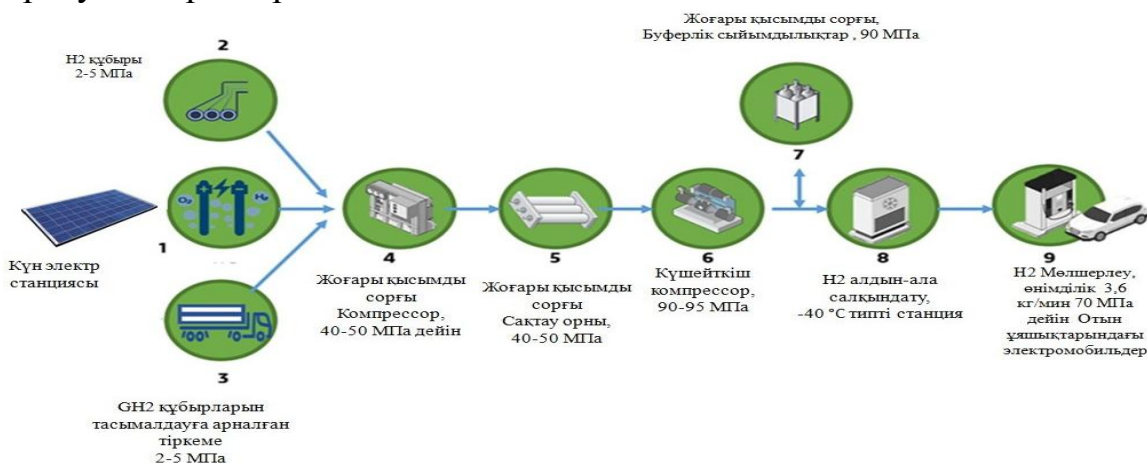 Жоғары қысымды сорғы,
Буферлік сыйымдылықтар , 90 МПа
2
Н2 құбыры
2-5 МПа
7
O₂
H₂
1
Күн электр
станциясы
4
Жоғары қысымды
сорғы
Компрессор,
40-50 МПа дейін
5
Жоғары қысымды
сорғы
Сақтау орны,
40-50 МПа
6
Күшейткіш
компрессор,
90-95 МПа
8
Н2 алдын-ала
салқындату,
-40 °С типті станция
9
Н2 Мөлшерлеу,
өнімділік 3,6
кг/мин 70 МПа
дейін Отын
ұяшықтарындағы
электромобильдер
3
GH2 құбырларын
тасымалдауға арналған
тіркеме
2-5 МПа